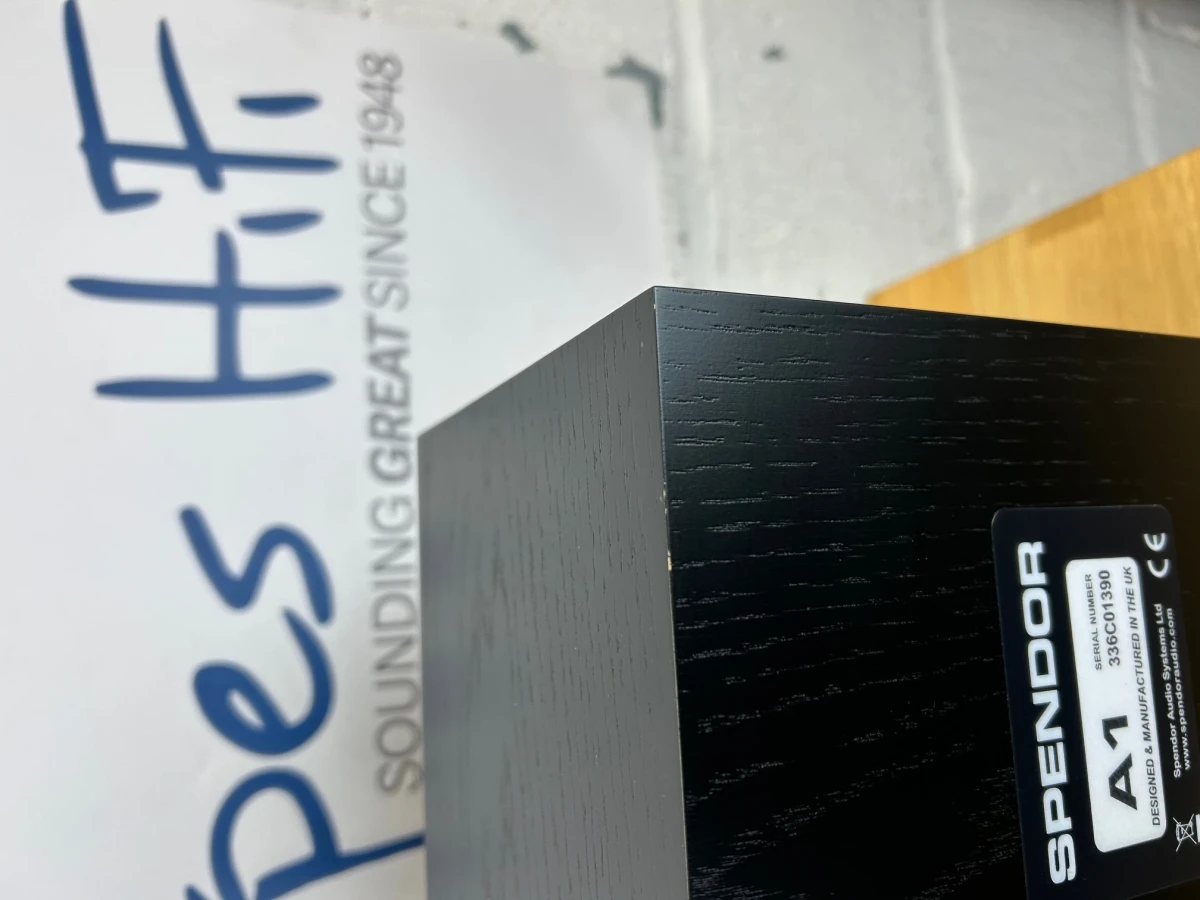 pes HiFi
SOUNDING GREAT SINCE 1948
SPENDOR
A1
SERIAL NUMBER
336C01390
DESIGNED & MANUFACTURED IN THE UK
Spendor Audio Systems Ltd
www.spendoraudio.com
CE